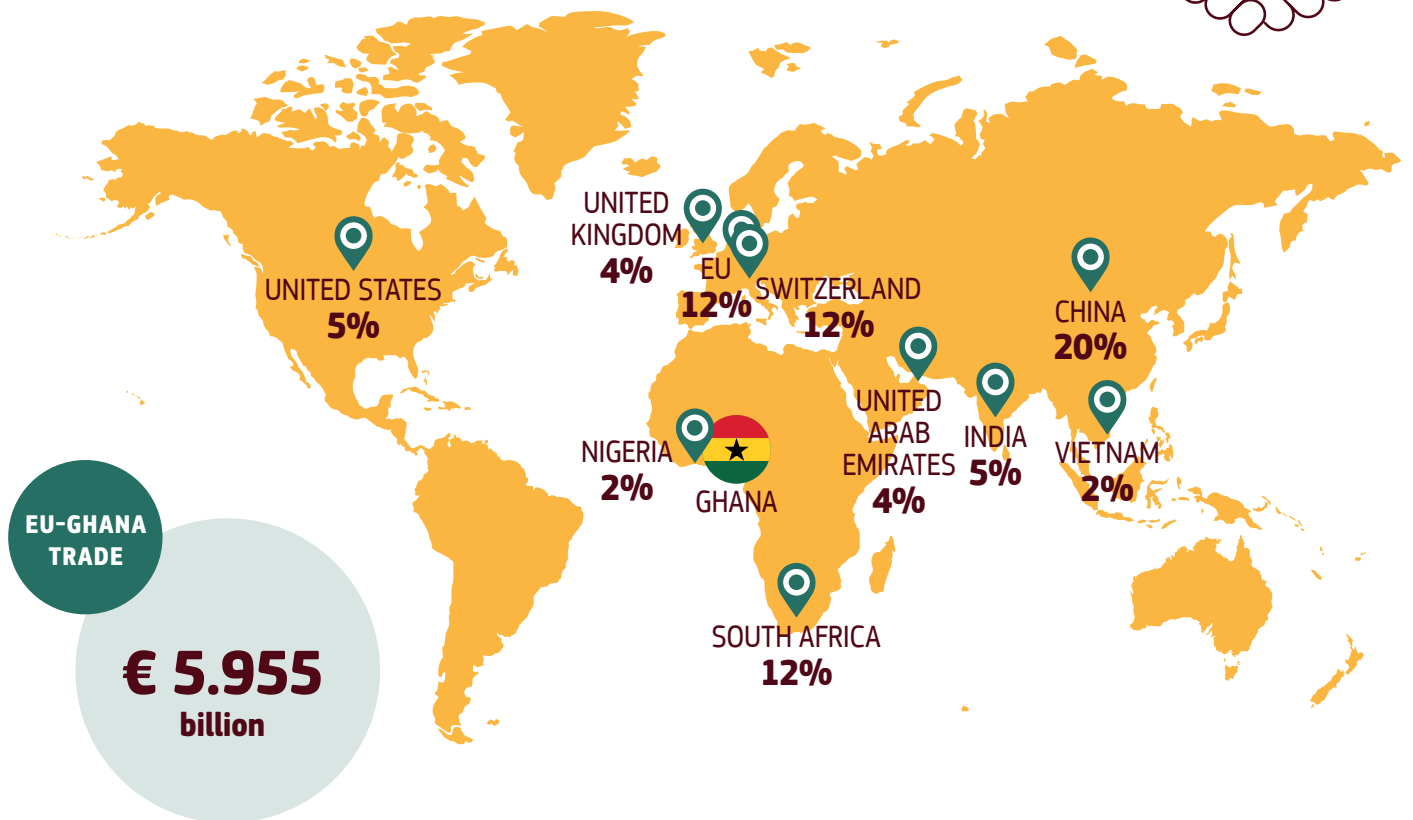 UNITED
KINGDOM
4%
EU
12%
SWITZERLAND
12%
UNITED STATES
5%
CHINA
20%
UNITED
ARAB
EMIRATES
4%
INDIA
5%
VIETNAM
2%
NIGERIA
2%
GHANA
SOUTH AFRICA
12%
EU-GHANA
TRADE
€ 5.955
billion